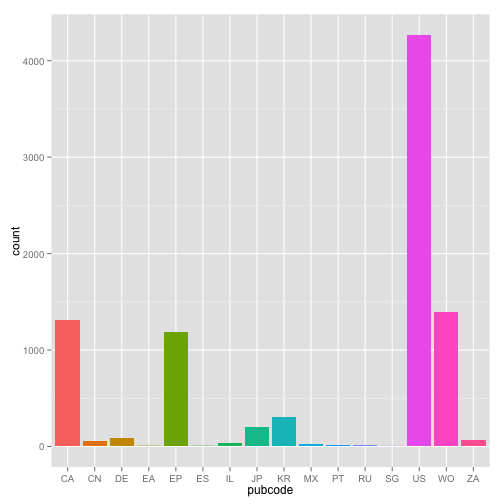 count
4000
3000
2000
1000
0
CA CN DE EA EP ES IL JP KR MX PT RU SG US WO ZA
pubcode